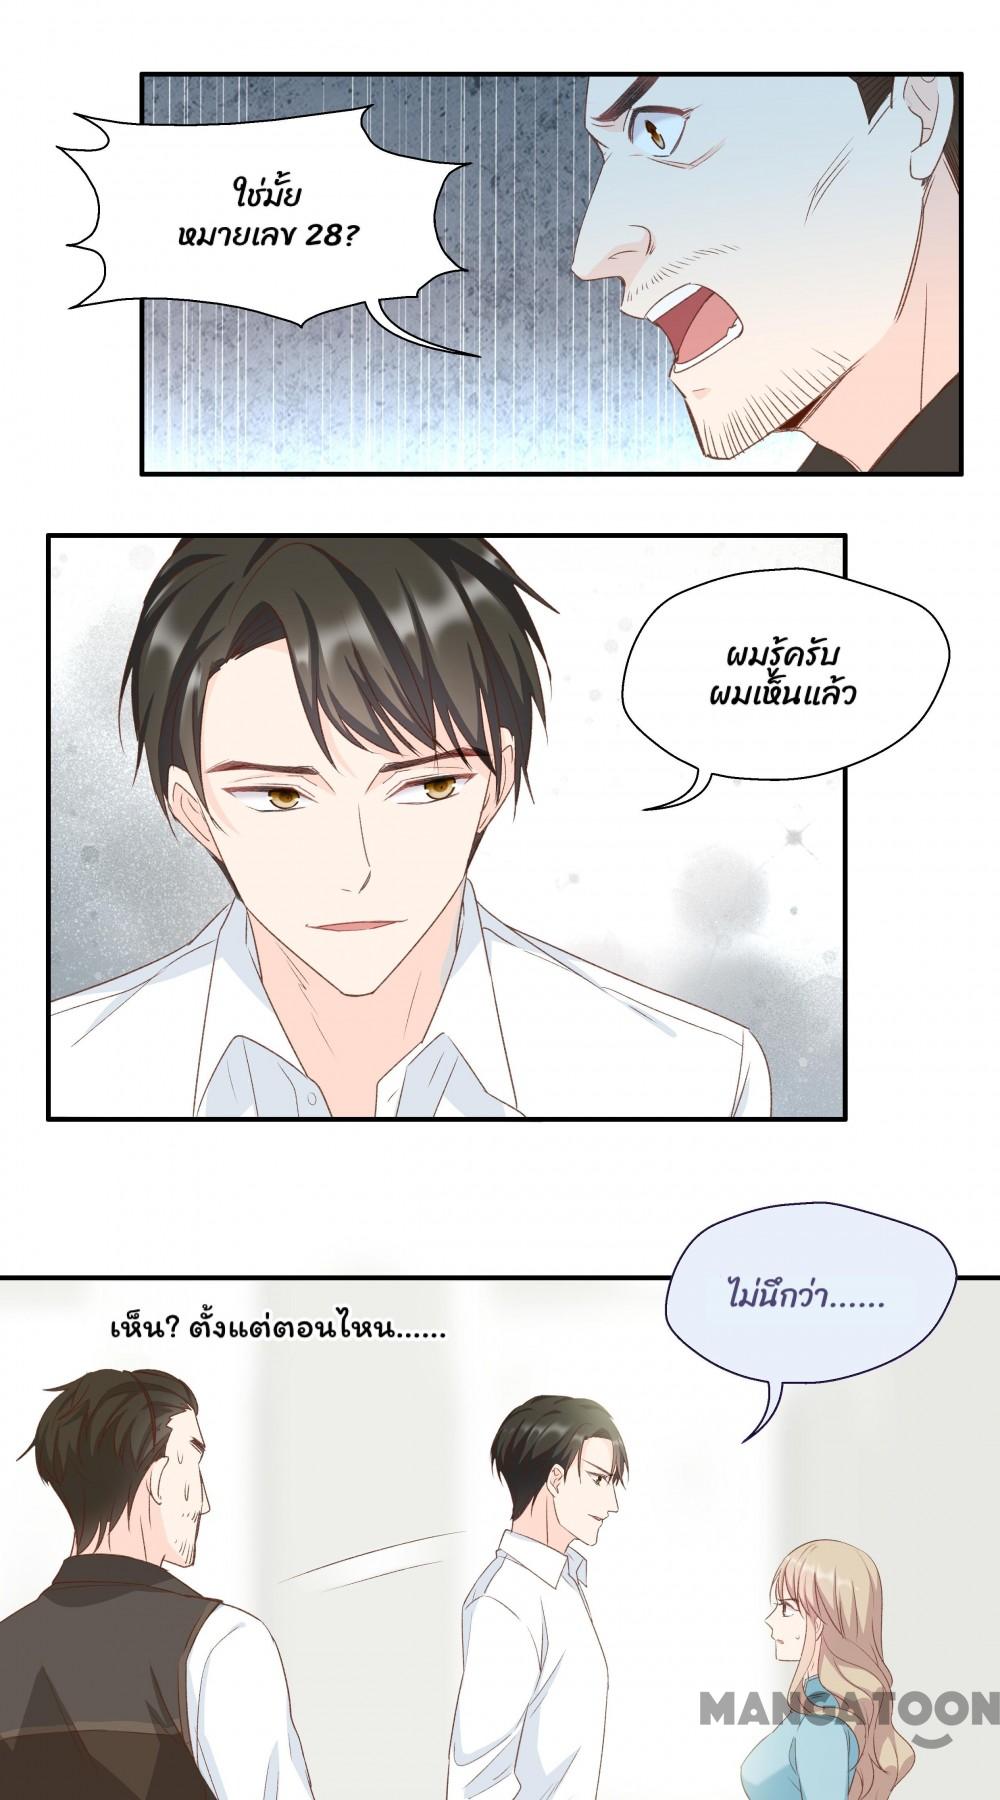 ใช่มั้ย
หมายเลข 28?
ผมรู้ครับ
ผมเห็นแล้ว
ไม่นึกว่า......
เห็น? ตั้งแต่ตอนไหน......
MANGATOON